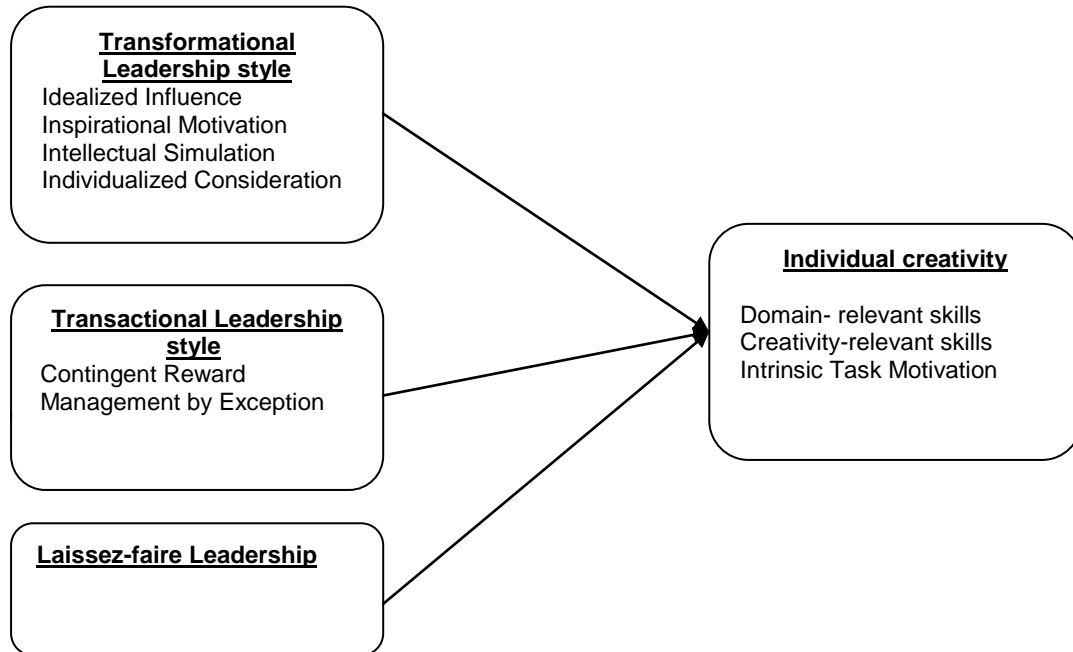 Transformational
Leadership style
Idealized Influence
Inspirational Motivation
Intellectual Simulation
Individualized Consideration
Transactional Leadership
style
Contingent Reward
Management by Exception
Laissez-faire Leadership
Individual creativity
Domain- relevant skills
Creativity-relevant skills
Intrinsic Task Motivation